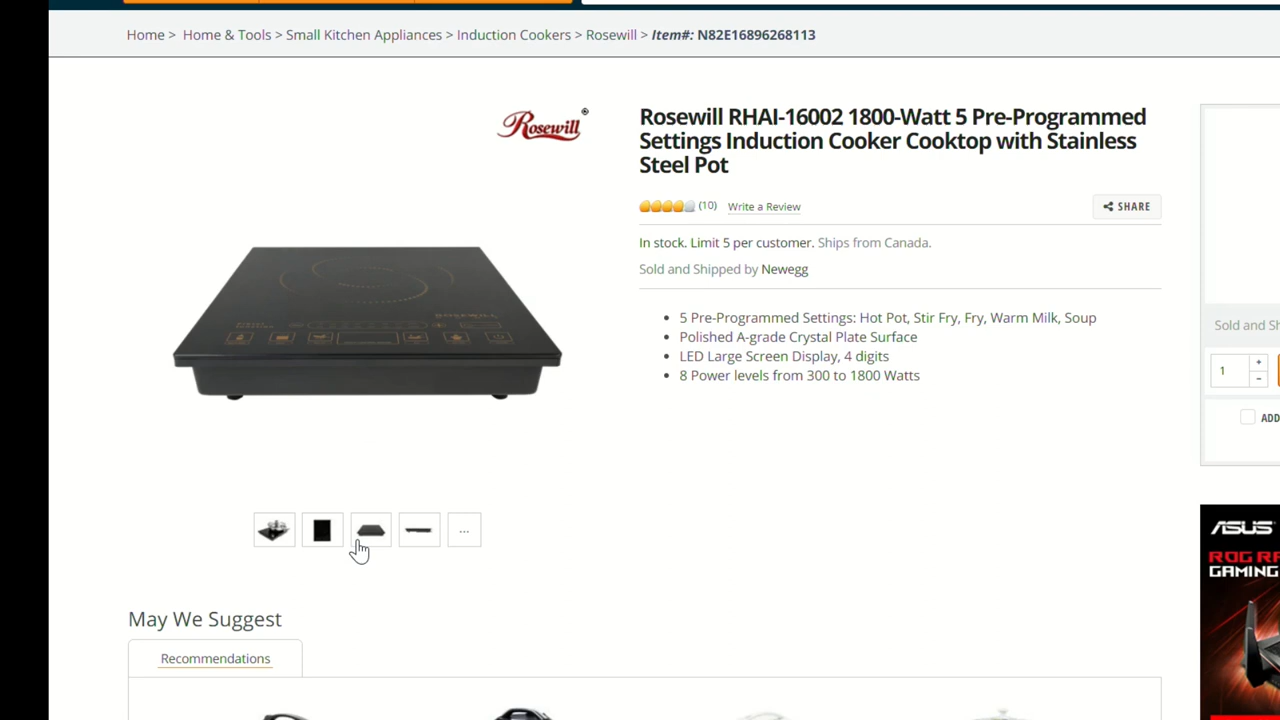 Home > Home & Tools > Small Kitchen Appliances > Induction Cookers > Rosewill > Item#: N82E16896268113
Rosewill
Rosewill RHAI-16002 1800-Watt 5 Pre-Programmed
Settings Induction Cooker Cooktop with Stainless
Steel Pot
(10) Write a Review
SHARE
In stock. Limit 5 per customer. Ships from Canada.
Sold and Shipped by Newegg
5 Pre-Programmed Settings: Hot Pot, Stir Fry, Fry, Warm Milk, Soup
Polished A-grade Crystal Plate Surface
LED Large Screen Display, 4 digits
8 Power levels from 300 to 1800 Watts
Sold and Sh
1
+
-
ADD
...
ASUS
ROG RA
GAMING
May We Suggest
Recommendations